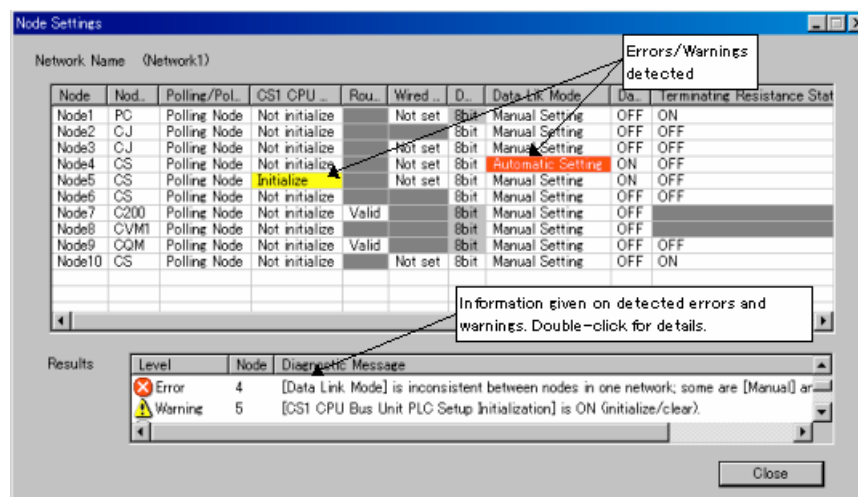 Node Settings
Network Name (Network1)
Errors/Warnings
detected
Node Nod... Polling/Pol... CS1 CPU ... Rou... Wired ... D... Data Lik Mode Da... Terminating Resistance Stat
Node1 PC Polling Node Not initialize Not set 8bit Manual Setting OFF ON
Node2 CJ Polling Node Not initialize 8bit Manual Setting OFF OFF
Node3 CJ Polling Node Not initialize Not set 8bit Manual Setting OFF OFF
Node4 CS Polling Node Not initialize Not set 8bit Automatic Setting ON OFF
Node5 CS Polling Node Initialize Not set 8bit Manual Setting ON OFF
Node6 CS Polling Node Not initialize 8bit Manual Setting OFF OFF
Node7 C200 Polling Node Not initialize Valid 8bit Manual Setting OFF
Node8 CVM1 Polling Node Not initialize 8bit Manual Setting OFF
Node9 CQM Polling Node Not initialize Valid 8bit Manual Setting OFF OFF
Node10 CS Polling Node Not initialize Not set 8bit Manual Setting OFF ON
Information given on detected errors and
warnings. Double-click for details.
Results
Level Node Diagnostic Message
Error 4 [Data Link Mode] is inconsistent between nodes in one network; some are [Manual] ar
Warning 5 [CS1 CPU Bus Unit PLC Setup Initialization] is ON (initialize/clear).
Close